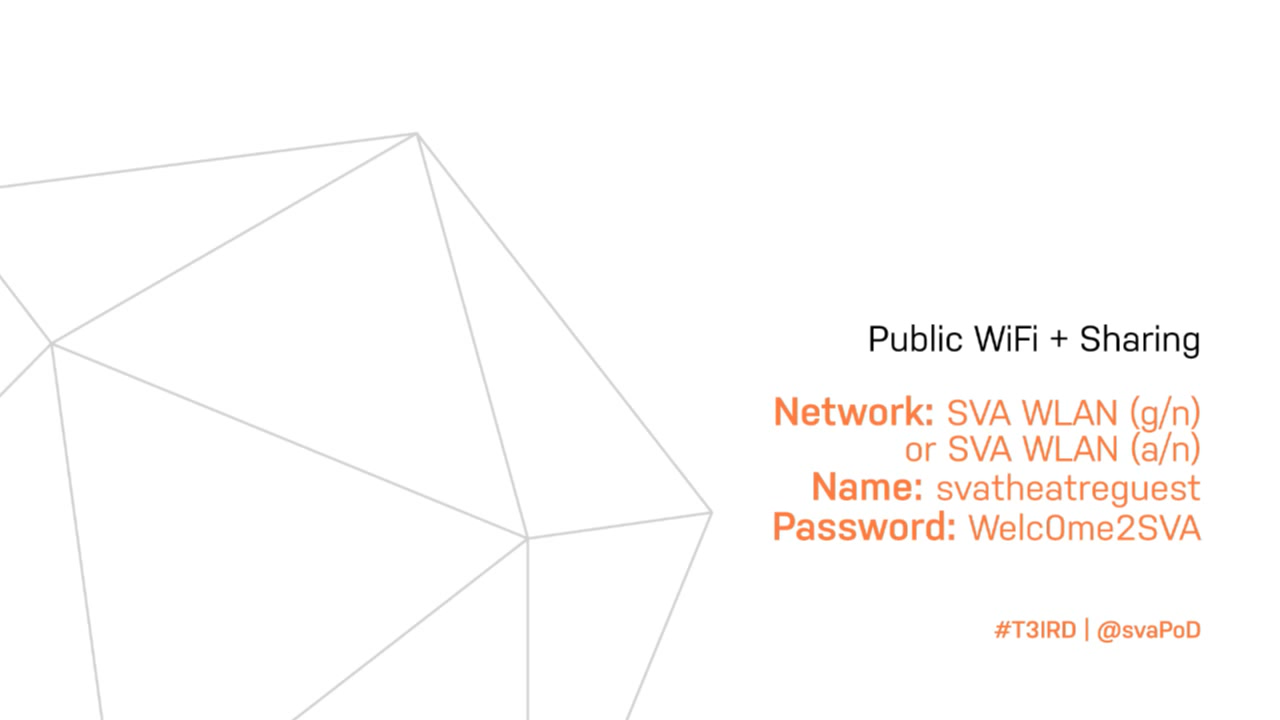 Public WiFi + Sharing
Network: SVA WLAN (g/n)
or SVA WLAN (a/n)
Name: svatheatreguest
Password: Welc0me2SVA
#T3IRD | @svaPoD